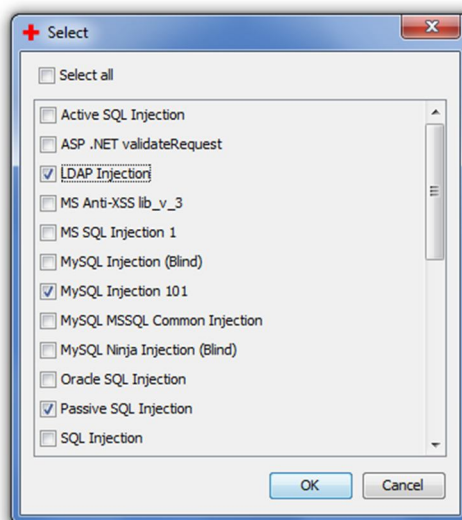 Select
Select all
Active SQL Injection
ASP .NET validateRequest
LDAP Injection
MS Anti-XSS lib_v_3
MS SQL Injection 1
MySQL Injection (Blind)
MySQL Injection 101
MySQL MSSQL Common Injection
MySQL Ninja Injection (Blind)
Oracle SQL Injection
Passive SQL Injection
SQL Injection
OK Cancel